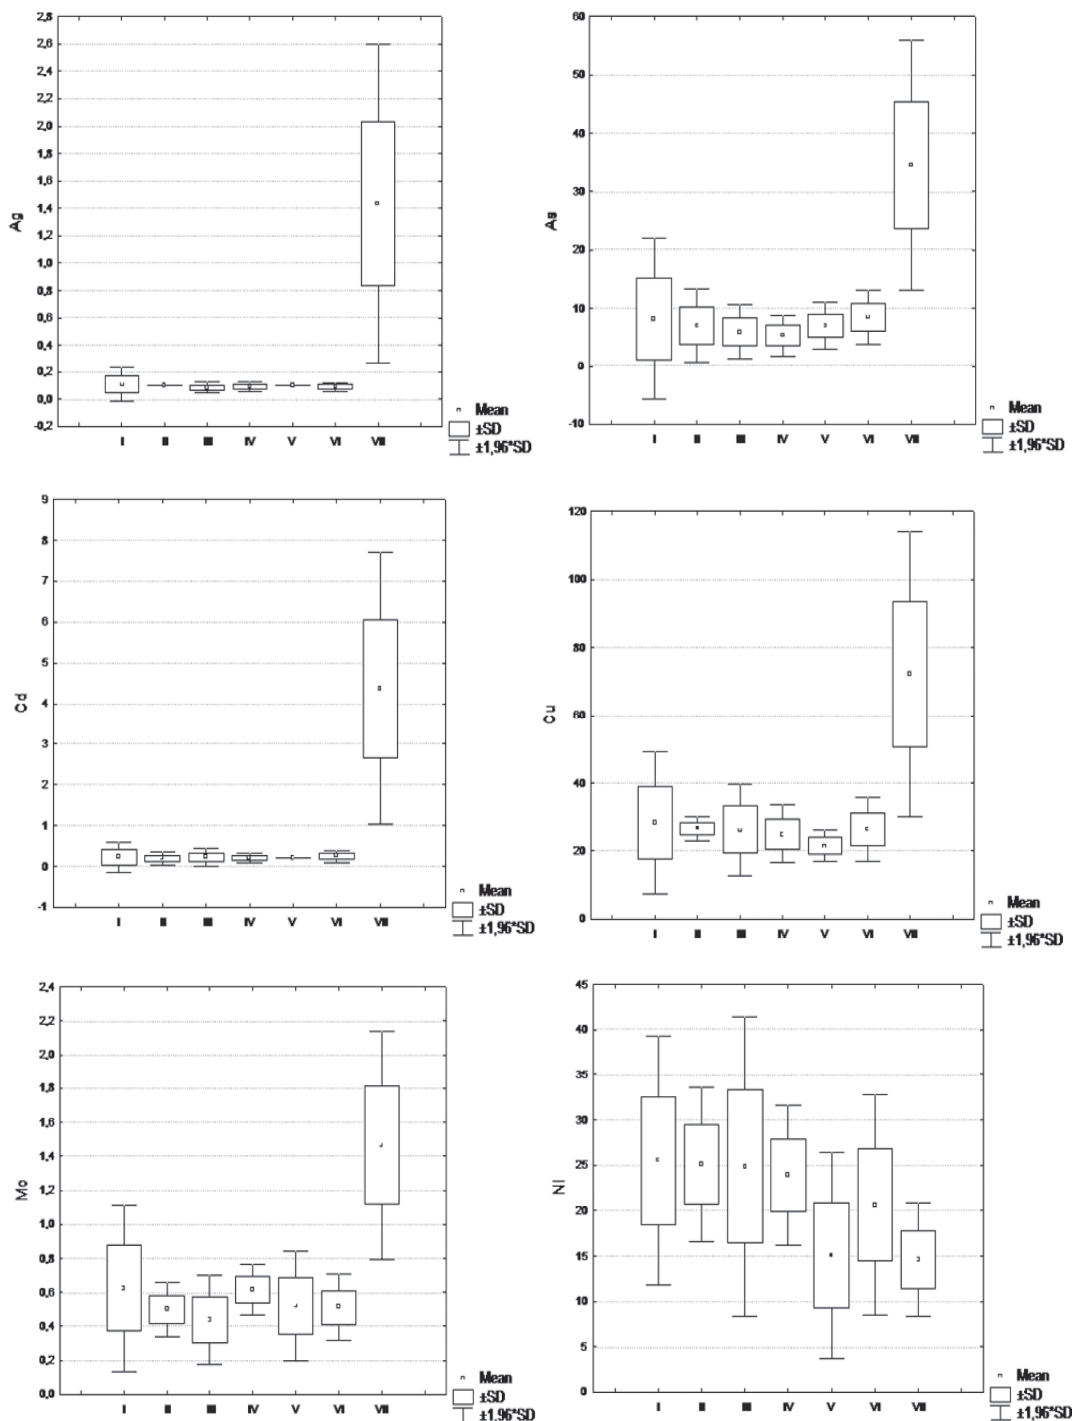 2,8
2,6
2,4
2,2
2,0
1,8
1,6
1,4
1,2
1,0
0,8
0,6
0,4
0,2
0,0
-0,2
Ag
I II III IV V VI VII
Mean
±SD
±1,96*SD
60
50
40
30
20
10
0
-10
As
I II III IV V VI VII
Mean
±SD
±1,96*SD
9
8
7
6
5
4
3
2
1
0
-1
Cd
I II III IV V VI VII
Mean
±SD
±1,96*SD
120
100
80
60
40
20
0
Cu
I II III IV V VI VII
Mean
±SD
±1,96*SD
2,4
2,2
2,0
1,8
1,6
1,4
1,2
1,0
0,8
0,6
0,4
0,2
0,0
Mo
I II III IV V VI VII
Mean
±SD
±1,96*SD
45
40
35
30
25
20
15
10
5
0
Ni
I II III IV V VI VII
Mean
±SD
±1,96*SD